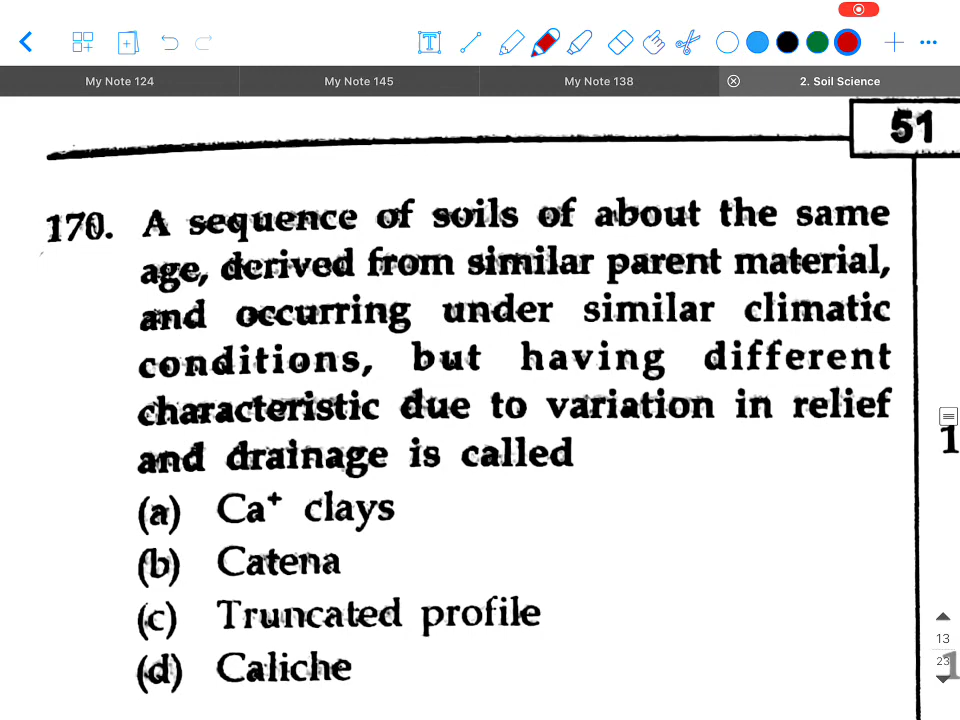 My Note 124
My Note 145
My Note 138
2. Soil Science
51
170. A sequence of soils of about the same
age, derived from similar parent material,
and occurring under similar climatic
conditions, but having different
characteristic due to variation in relief
and drainage is called
(a) Ca⁺ clays
(b) Catena
(c) Truncated profile
(d) Caliche
1
13
23
1